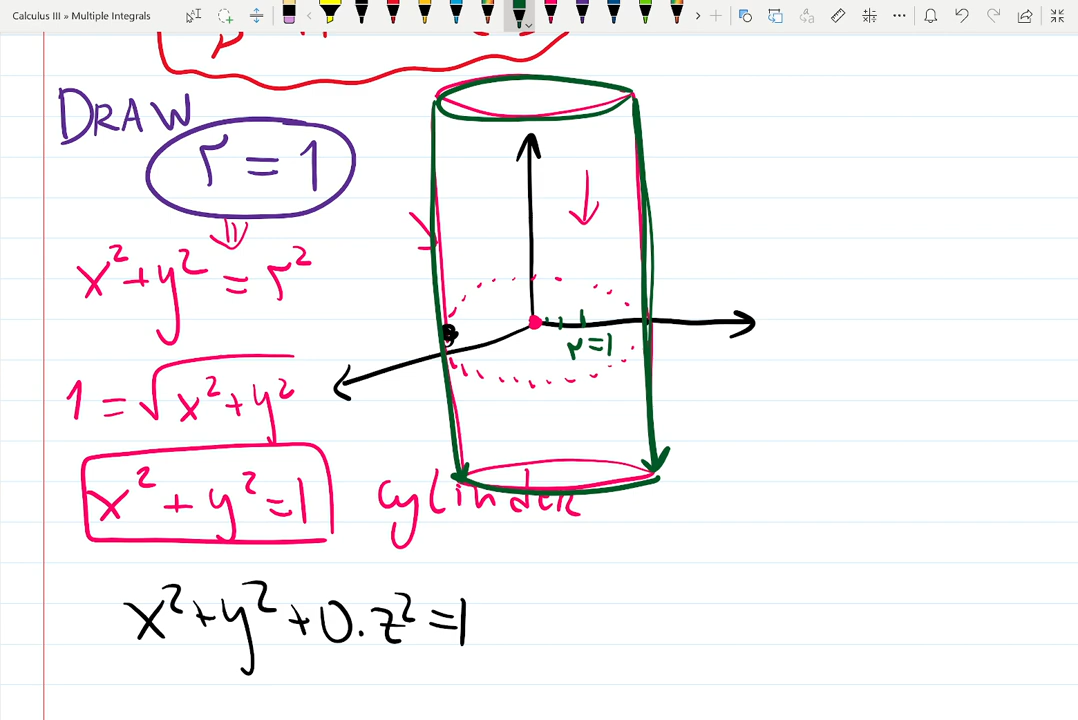 Calculus III » Multiple Integrals
DRAW
r = 1
⇓
x² + y² = r²
1 = √(x² + y²)
x² + y² = 1
cylinder
r=1
x² + y² + 0·z² = 1